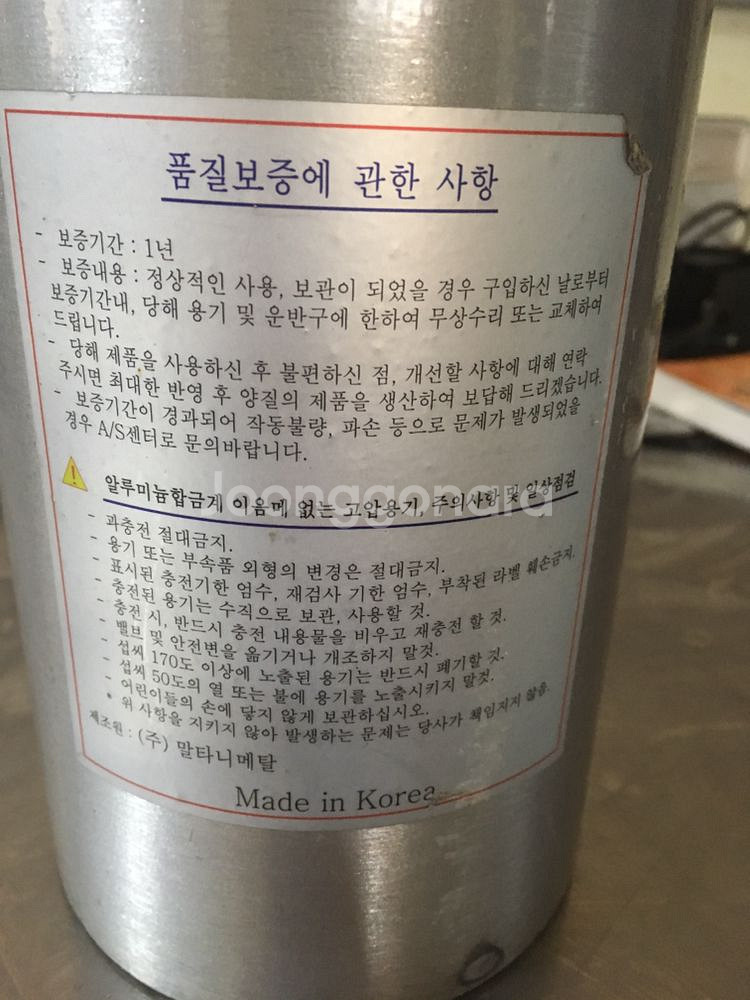 품질보증에 관한 사항
- 보증기간 : 1년
- 보증내용 : 정상적인 사용, 보관이 되었을 경우 구입하신 날로부터
보증기간내, 당해 용기 및 운반구에 한하여 무상수리 또는 교체하여
드립니다.
- 당해 제품을 사용하신 후 불편하신 점, 개선할 사항에 대해 연락
주시면 최대한 반영 후 양질의 제품을 생산하여 보답해 드리겠습니다.
- 보증기간이 경과되어 작동불량, 파손 등으로 문제가 발생되었을
경우 A/S센터로 문의바랍니다.
알루미늄합금계 이음매 없는 고압용기, 주의사항 및 일상점검
joonggonara
- 과충전 절대금지.
- 용기 또는 부속품 외형의 변경은 절대금지.
- 표시된 충전기한 엄수, 재검사 기한 엄수, 부착된 라벨 훼손금지.
- 충전된 용기는 수직으로 보관, 사용할 것.
- 충전 시, 반드시 충전 내용물을 비우고 재충전 할 것.
- 밸브 및 안전변을 옮기거나 개조하지 말것.
- 섭씨 170도 이상에 노출된 용기는 반드시 폐기할 것.
- 섭씨 50도의 열 또는 불에 용기를 노출시키지 말것.
- 어린이들의 손에 닿지 않게 보관하십시오.
* 위 사항을 지키지 않아 발생하는 문제는 당사가 책임지지 않음.
제조원 : (주) 말타니메탈
Made in Korea